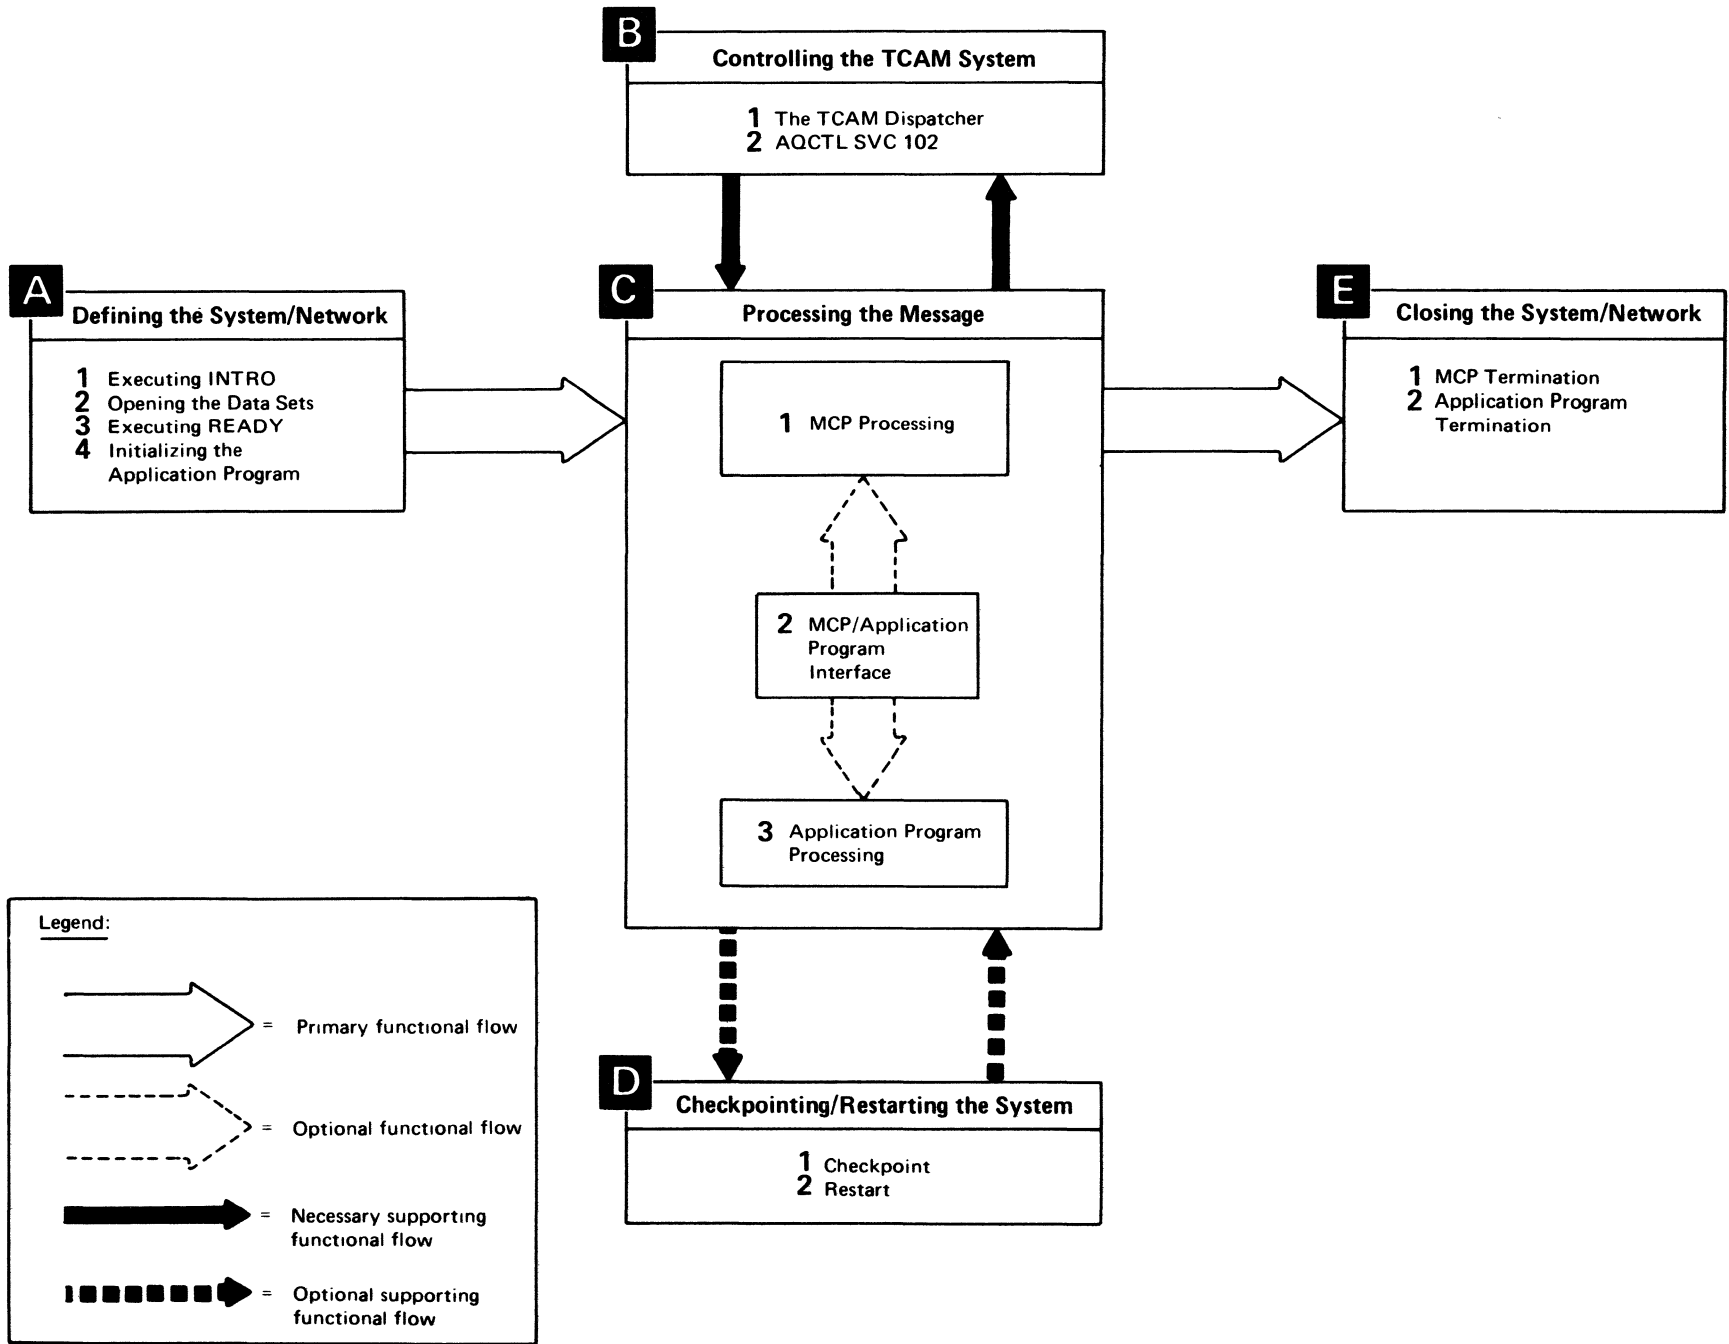 B
Controlling the TCAM System
1 The TCAM Dispatcher
2 AQCTL SVC 102
A
Defining the System/Network
1 Executing INTRO
2 Opening the Data Sets
3 Executing READY
4 Initializing the
Application Program
C
Processing the Message
1 MCP Processing
2 MCP/Application
Program
Interface
3 Application Program
Processing
E
Closing the System/Network
1 MCP Termination
2 Application Program
Termination
D
Checkpointing/Restarting the System
1 Checkpoint
2 Restart
Legend:
= Primary functional flow
= Optional functional flow
= Necessary supporting
functional flow
= Optional supporting
functional flow